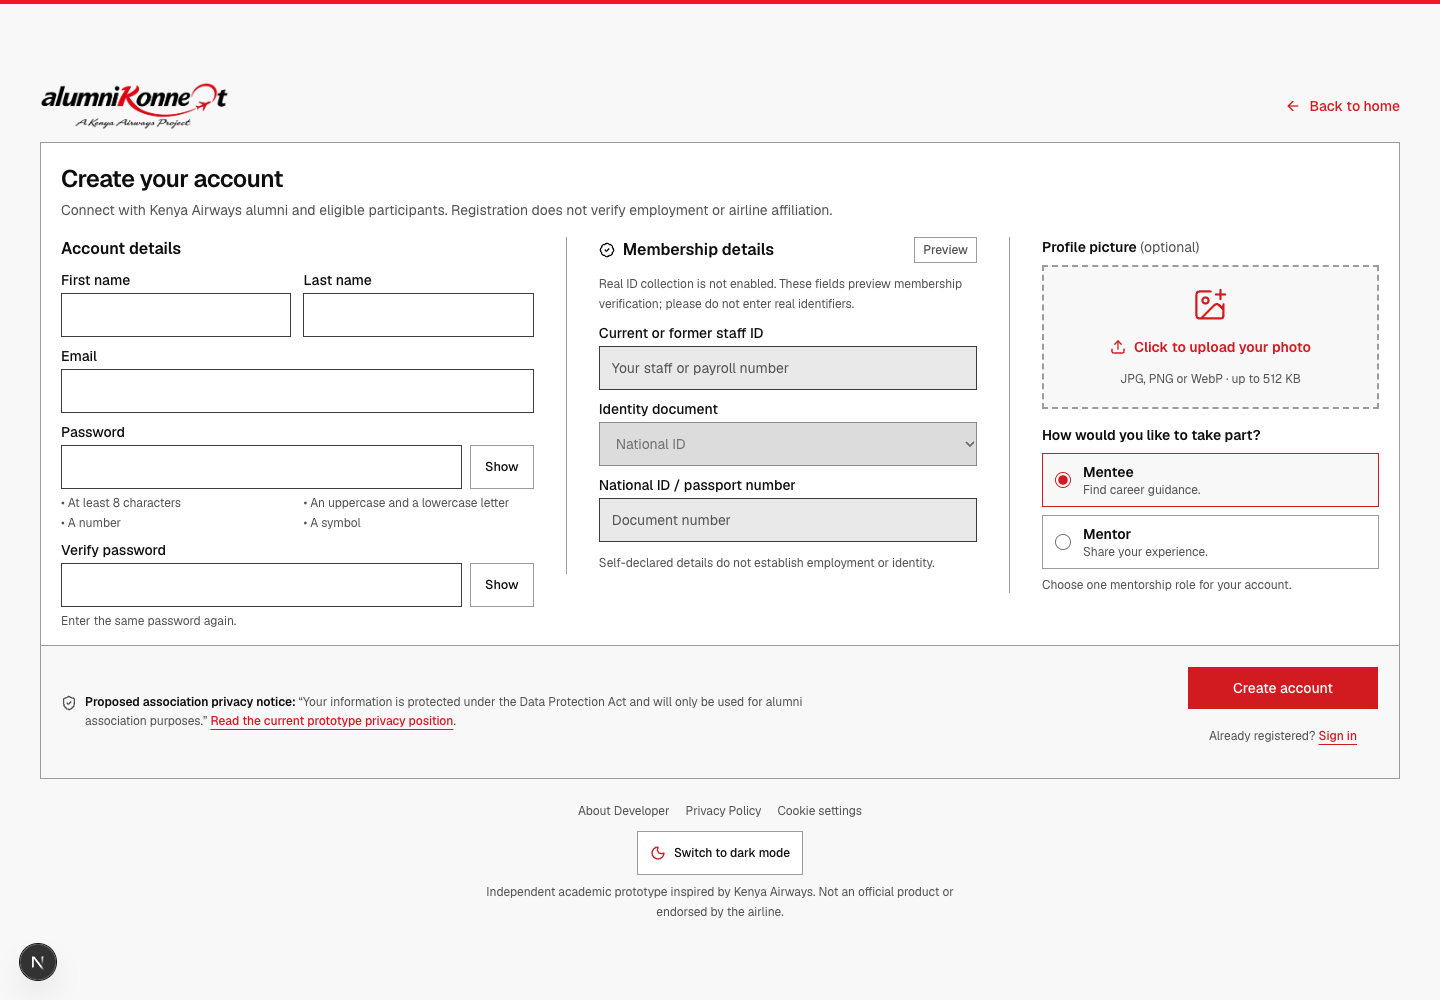 alumniKonnect
A Kenya Airways Project
Back to home
Create your account
Connect with Kenya Airways alumni and eligible participants. Registration does not verify employment or airline affiliation.
Account details
First name
Last name
Email
Password
Show
• At least 8 characters
• An uppercase and a lowercase letter
• A number
• A symbol
Verify password
Show
Enter the same password again.
Membership details
Preview
Real ID collection is not enabled. These fields preview membership
verification; please do not enter real identifiers.
Current or former staff ID
Your staff or payroll number
Identity document
National ID
National ID / passport number
Document number
Self-declared details do not establish employment or identity.
Profile picture (optional)
Click to upload your photo
JPG, PNG or WebP · up to 512 KB
How would you like to take part?
Mentee
Find career guidance.
Mentor
Share your experience.
Choose one mentorship role for your account.
Proposed association privacy notice: “Your information is protected under the Data Protection Act and will only be used for alumni
association purposes.” Read the current prototype privacy position.
Create account
Already registered? Sign in
About Developer
Privacy Policy
Cookie settings
Switch to dark mode
Independent academic prototype inspired by Kenya Airways. Not an official product or
endorsed by the airline.
N